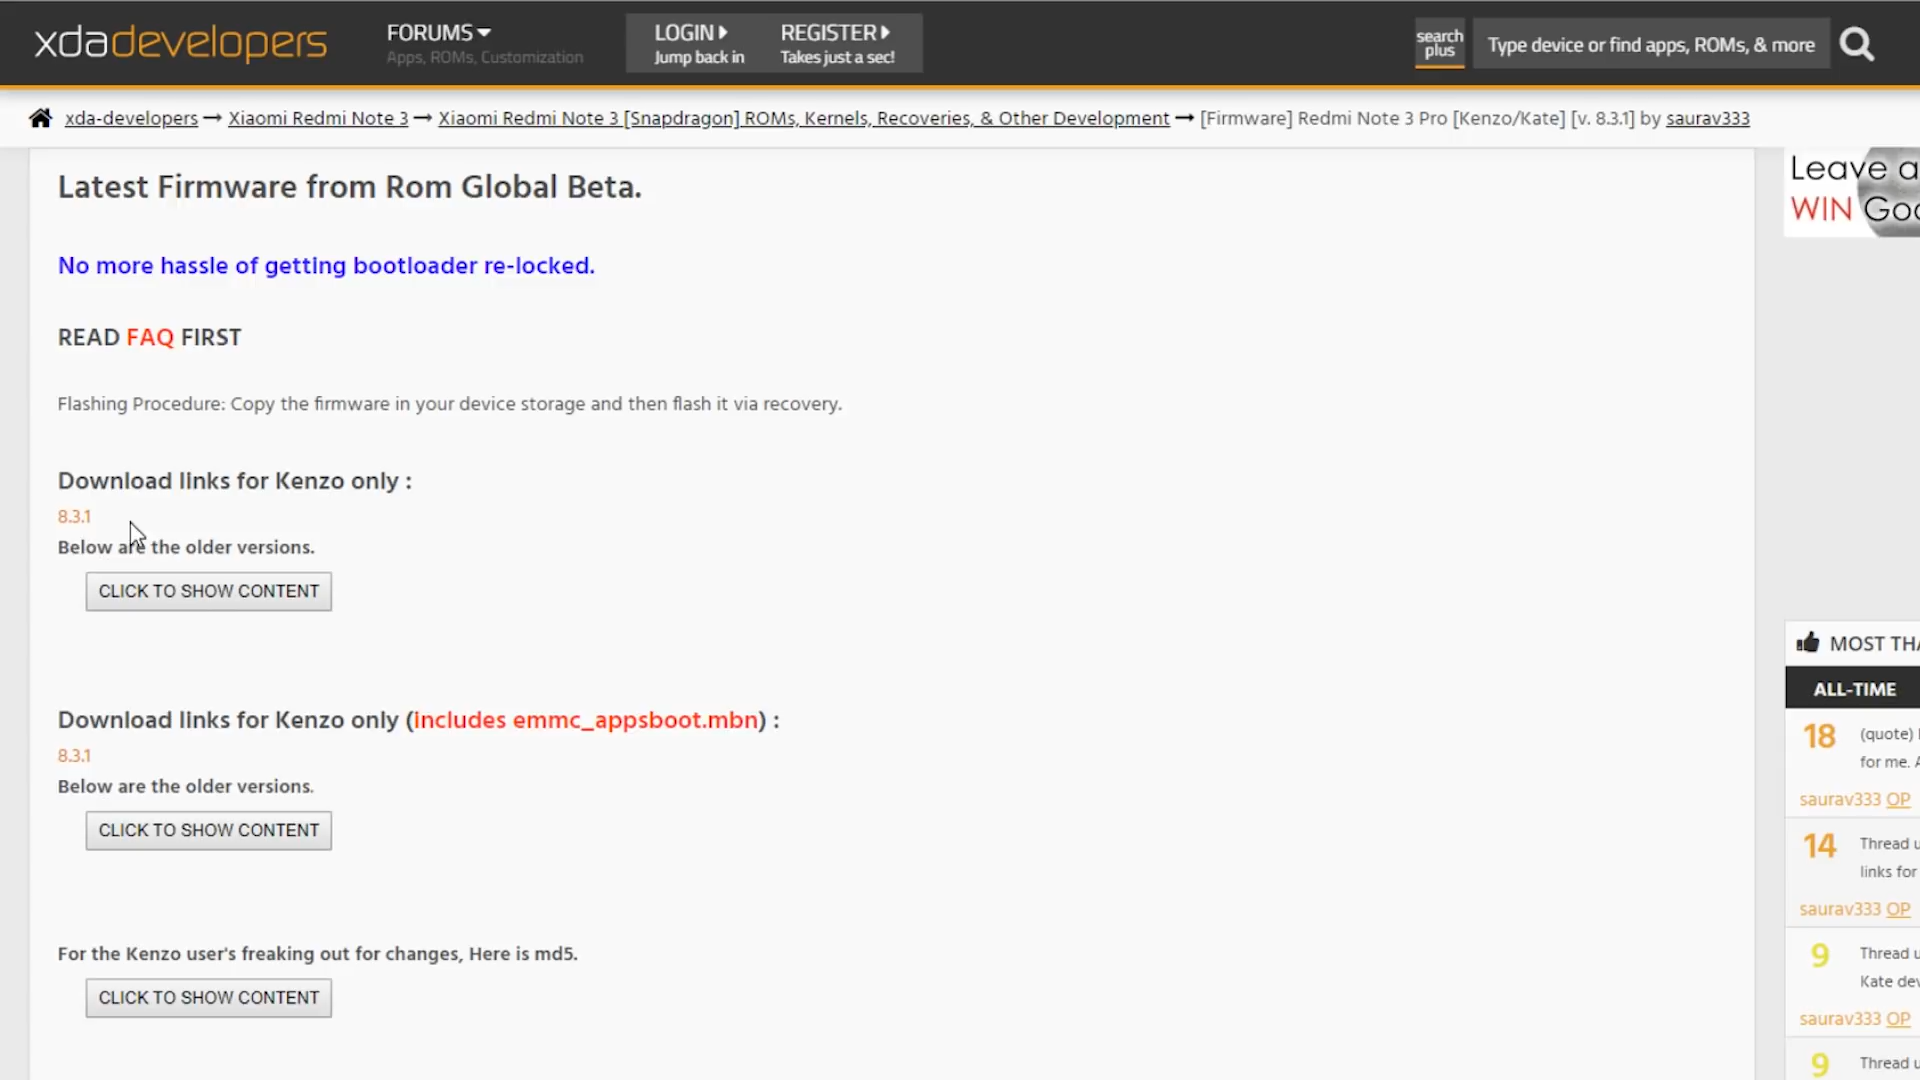 xdadevelopers
FORUMS
Apps, ROMs, Customization
LOGIN
Jump back in
REGISTER
Takes just a sec!
search
plus
Type device or find apps, ROMs, & more
xda-developers → Xiaomi Redmi Note 3 → Xiaomi Redmi Note 3 [Snapdragon] ROMs, Kernels, Recoveries, & Other Development → [Firmware] Redmi Note 3 Pro [Kenzo/Kate] [v. 8.3.1] by saurav333
Latest Firmware from Rom Global Beta.
No more hassle of getting bootloader re-locked.
READ FAQ FIRST
Flashing Procedure: Copy the firmware in your device storage and then flash it via recovery.
Download links for Kenzo only :
8.3.1
Below are the older versions.
CLICK TO SHOW CONTENT
Download links for Kenzo only (includes emmc_appsboot.mbn) :
8.3.1
Below are the older versions.
CLICK TO SHOW CONTENT
For the Kenzo user's freaking out for changes, Here is md5.
CLICK TO SHOW CONTENT
Leave a
WIN
MOST
ALL-TIME
18
(quote)
for me.
saurav333 OP
14
Thread
links for
saurav333 OP
9
Thread
Kate
saurav333 OP
9
Thread